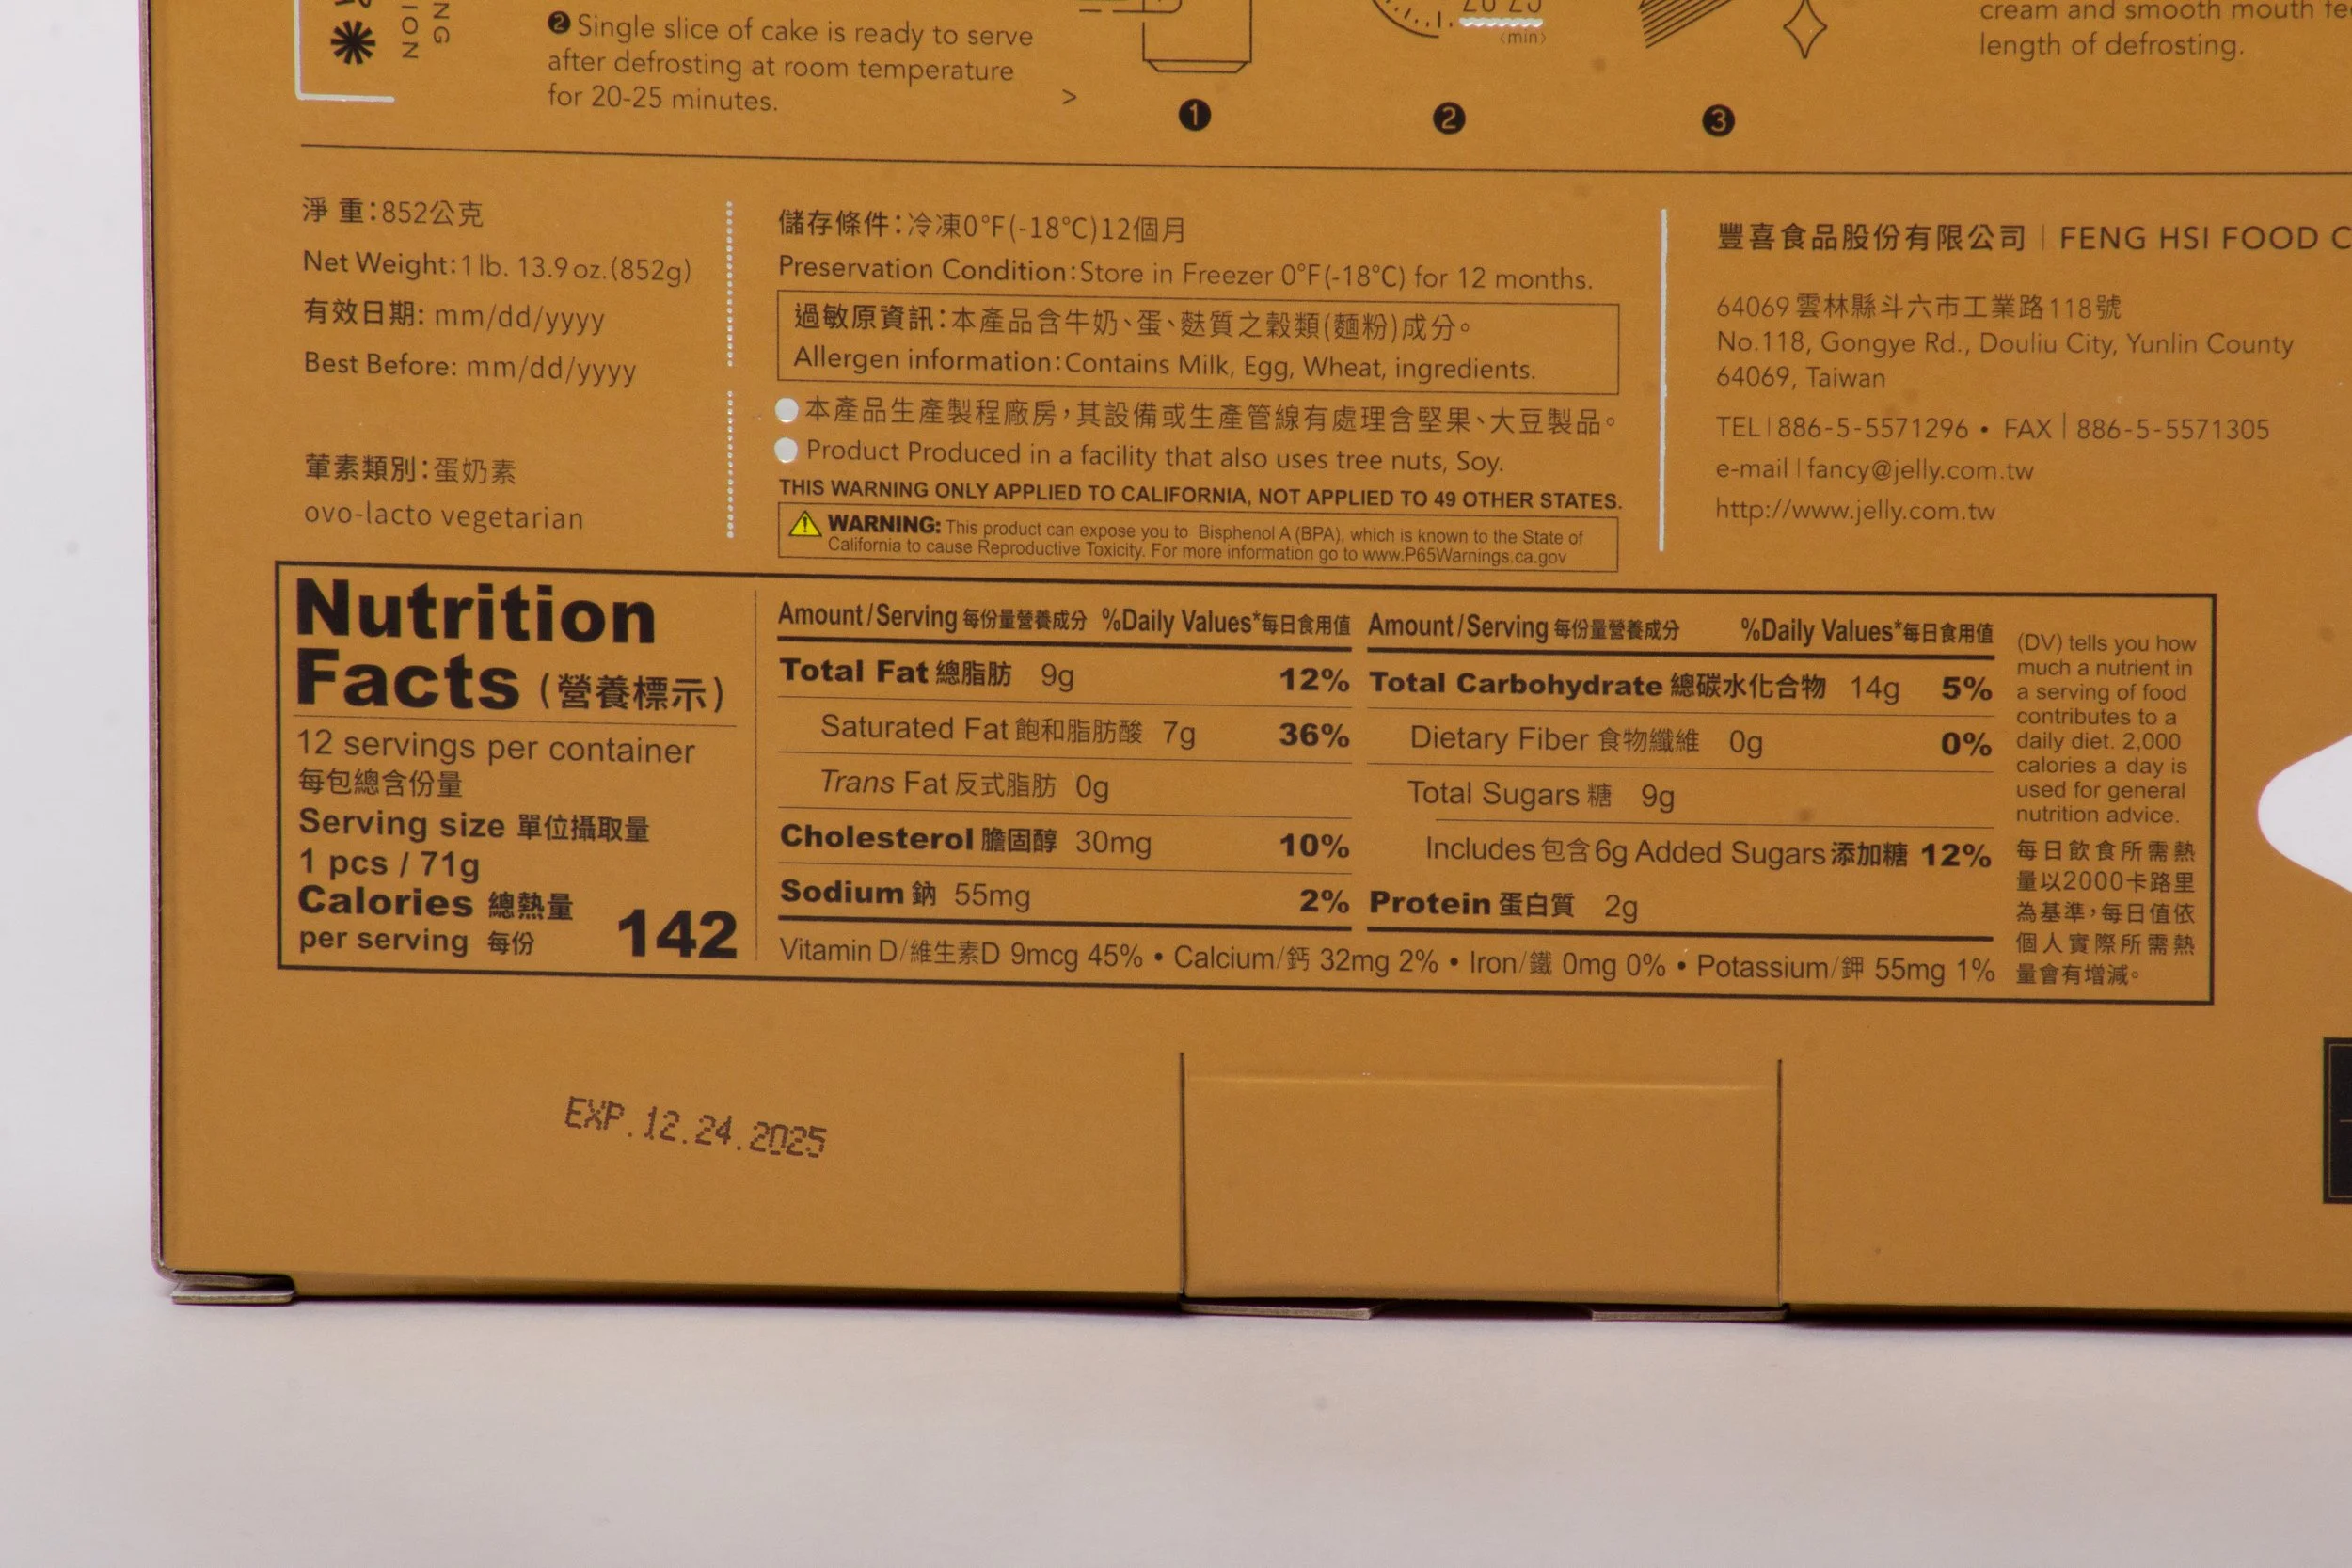 NG
ION
❷ Single slice of cake is ready to serve
after defrosting at room temperature
for 20-25 minutes.
>
20-25
(min)
❶
❷
❸
cream and smooth mouth
length of defrosting.
淨 重:852公克
Net Weight:1 lb. 13.9 oz.(852g)
有效日期: mm/dd/yyyy
Best Before: mm/dd/yyyy
葷素類別:蛋奶素
ovo-lacto vegetarian
儲存條件:冷凍0°F(-18°C)12個月
Preservation Condition:Store in Freezer 0°F(-18°C) for 12 months.
過敏原資訊:本產品含牛奶、蛋、麩質之穀類(麵粉)成分。
Allergen information:Contains Milk, Egg, Wheat, ingredients.
本產品生產製程廠房,其設備或生產管線有處理含堅果、大豆製品。
Product Produced in a facility that also uses tree nuts, Soy.
THIS WARNING ONLY APPLIED TO CALIFORNIA, NOT APPLIED TO 49 OTHER STATES.
WARNING: This product can expose you to Bisphenol A (BPA), which is known to the State of
California to cause Reproductive Toxicity. For more information go to www.P65Warnings.ca.gov
豐喜食品股份有限公司 | FENG HSI FOOD
64069 雲林縣斗六市工業路118號
No.118, Gongye Rd., Douliu City, Yunlin County
64069, Taiwan
TEL | 886-5-5571296 • FAX | 886-5-5571305
e-mail | fancy@jelly.com.tw
http://www.jelly.com.tw
Nutrition
Facts (營養標示)
12 servings per container
每包總含份量
Serving size 單位攝取量
1 pcs / 71g
Calories 總熱量
per serving 每份 142
Amount/Serving 每份量營養成分 %Daily Values*每日食用值
Total Fat 總脂肪 9g 12%
Saturated Fat 飽和脂肪酸 7g 36%
Trans Fat 反式脂肪 0g
Cholesterol 膽固醇 30mg 10%
Sodium 鈉 55mg 2%
Amount/Serving 每份量營養成分 %Daily Values*每日食用值
Total Carbohydrate 總碳水化合物 14g 5%
Dietary Fiber 食物纖維 0g 0%
Total Sugars 糖 9g
Includes 包含 6g Added Sugars 添加糖 12%
Protein 蛋白質 2g
Vitamin D/維生素D 9mcg 45% • Calcium/鈣 32mg 2% • Iron/鐵 0mg 0% • Potassium/鉀 55mg 1%
(DV) tells you how
much a nutrient in
a serving of food
contributes to a
daily diet. 2,000
calories a day is
used for general
nutrition advice.
每日飲食所需熱
量以2000卡路里
為基準,每日值依
個人實際所需熱
量會有增減。
EXP. 12.24.2025